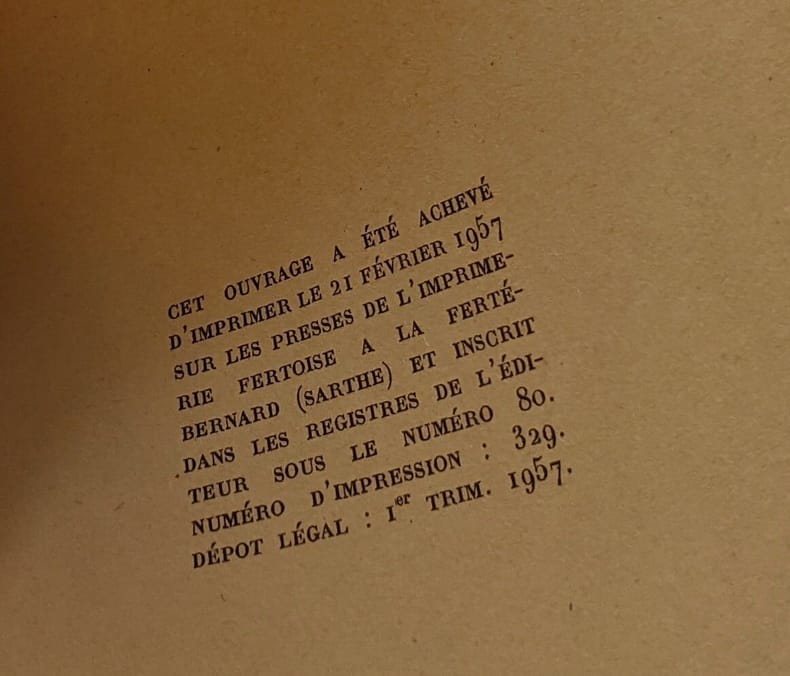 CET OUVRAGE A ÉTÉ ACHEVÉ
D'IMPRIMER LE 21 FÉVRIER 1957
SUR LES PRESSES DE L'IMPRIME-
RIE FERTOISE A LA FERTÉ-
BERNARD (SARTHE) ET INSCRIT
DANS LES REGISTRES DE L'ÉDI-
TEUR SOUS LE NUMÉRO 80.
NUMÉRO D'IMPRESSION : 329.
DÉPOT LÉGAL : 1er TRIM. 1957.